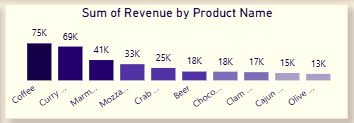 Sum of Revenue by Product Name
75K 69K 41K 33K 25K 18K 18K 17K 15K 13K
Coffee Curry ... Marm... Mozza... Crab ... Beer Choco... Clam ... Cajun ... Olive ...